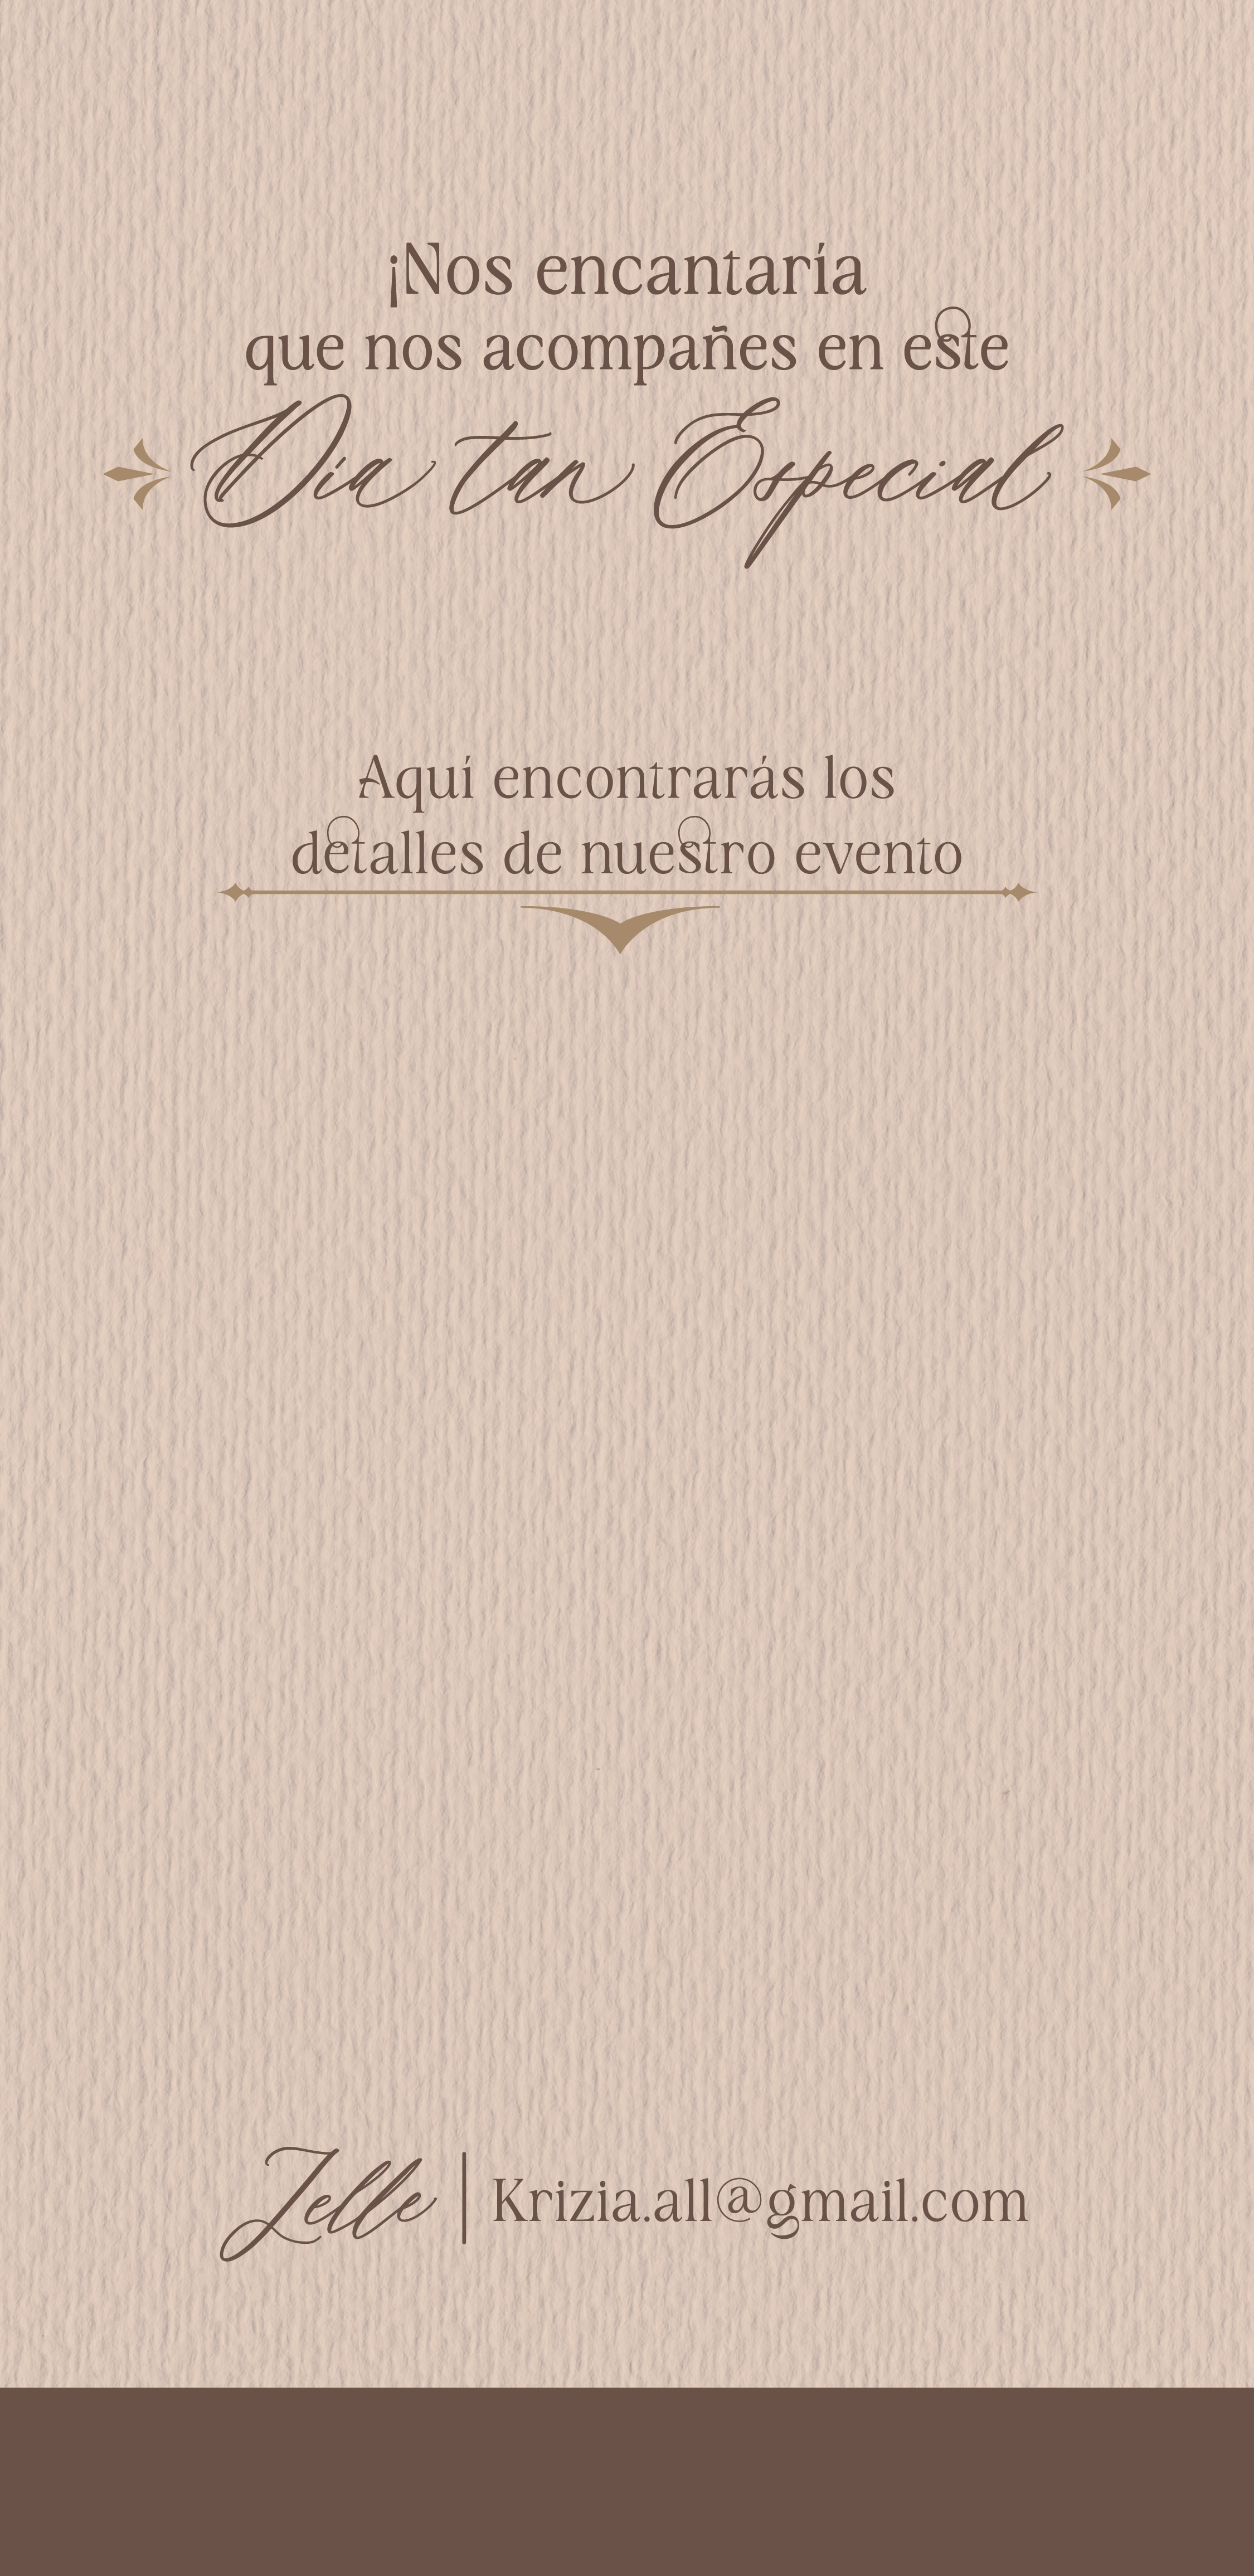 ¡Nos encantaría
que nos acompañes en este
Día tan Especial
Aquí encontrarás los
detalles de nuestro evento
Zelle | Krizia.all@gmail.com